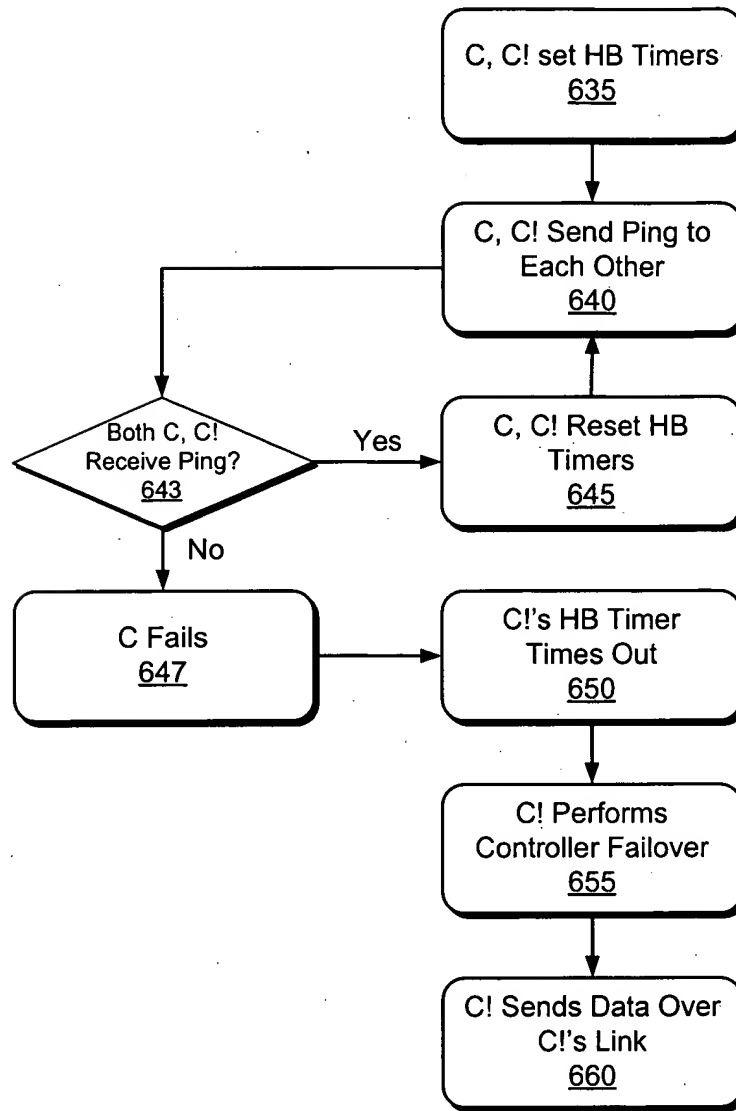 C, C! set HB Timers
635
C, C! Send Ping to
Each Other
640
Both C, C!
Receive Ping?
643
Yes
C, C! Reset HB
Timers
645
No
C Fails
647
C!'s HB Timer
Times Out
650
C! Performs
Controller Failover
655
C! Sends Data Over
C!'s Link
660